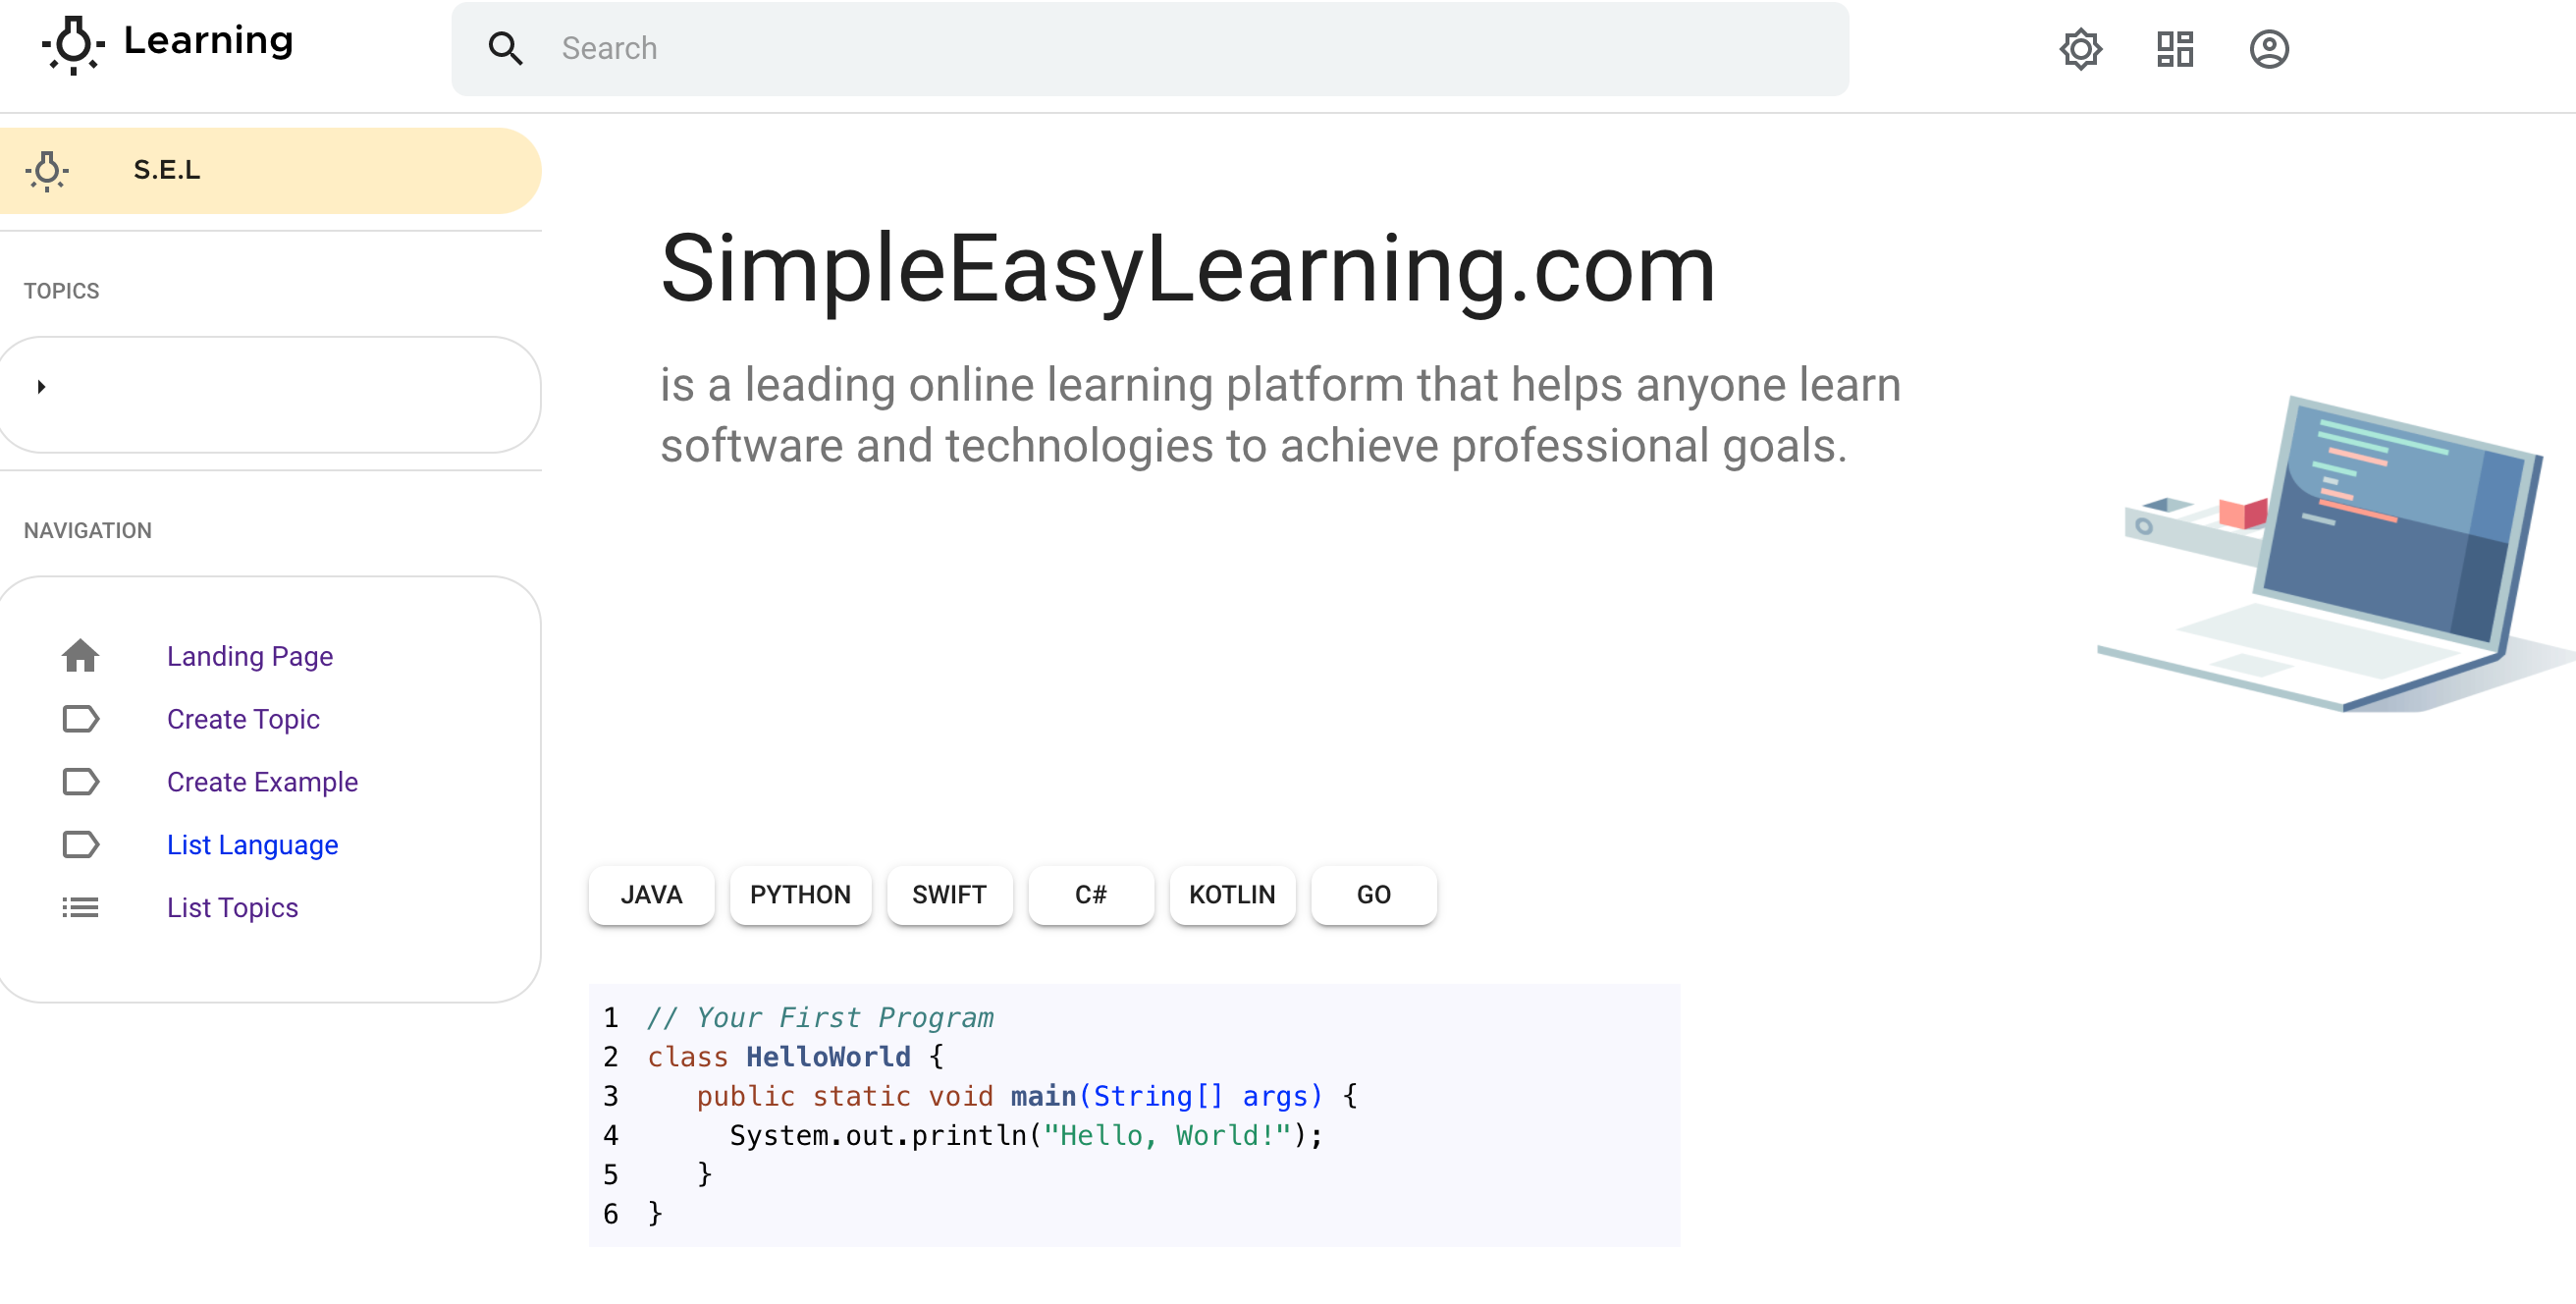 Learning
Search
S.E.L
TOPICS
NAVIGATION
Landing Page
Create Topic
Create Example
List Language
List Topics
SimpleEasyLearning.com
is a leading online learning platform that helps anyone learn
software and technologies to achieve professional goals.
JAVA PYTHON SWIFT C# KOTLIN GO
1 // Your First Program
2 class HelloWorld {
3    public static void main(String[] args) {
4      System.out.println("Hello, World!");
5    }
6 }